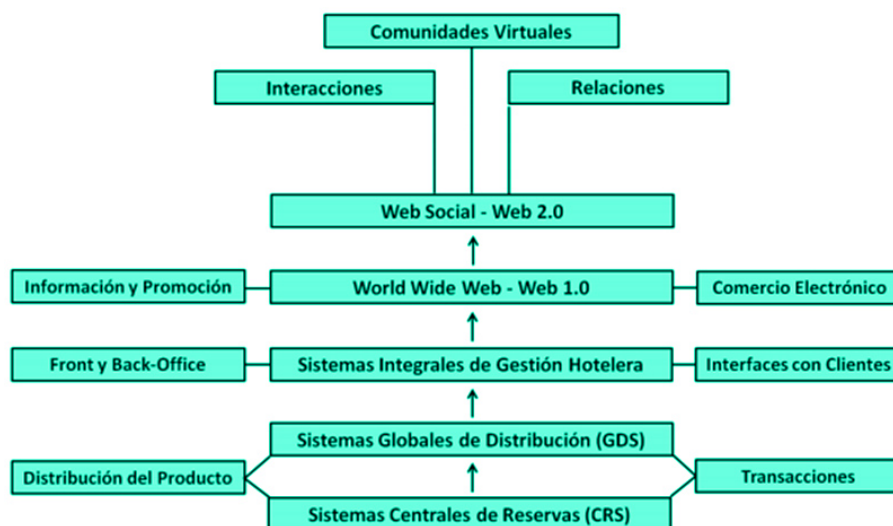 Comunidades Virtuales
Interacciones
Relaciones
Web Social - Web 2.0
Información y Promoción
World Wide Web - Web 1.0
Comercio Electrónico
Front y Back-Office
Sistemas Integrales de Gestión Hotelera
Interfaces con Clientes
Sistemas Globales de Distribución (GDS)
Distribución del Producto
Transacciones
Sistemas Centrales de Reservas (CRS)